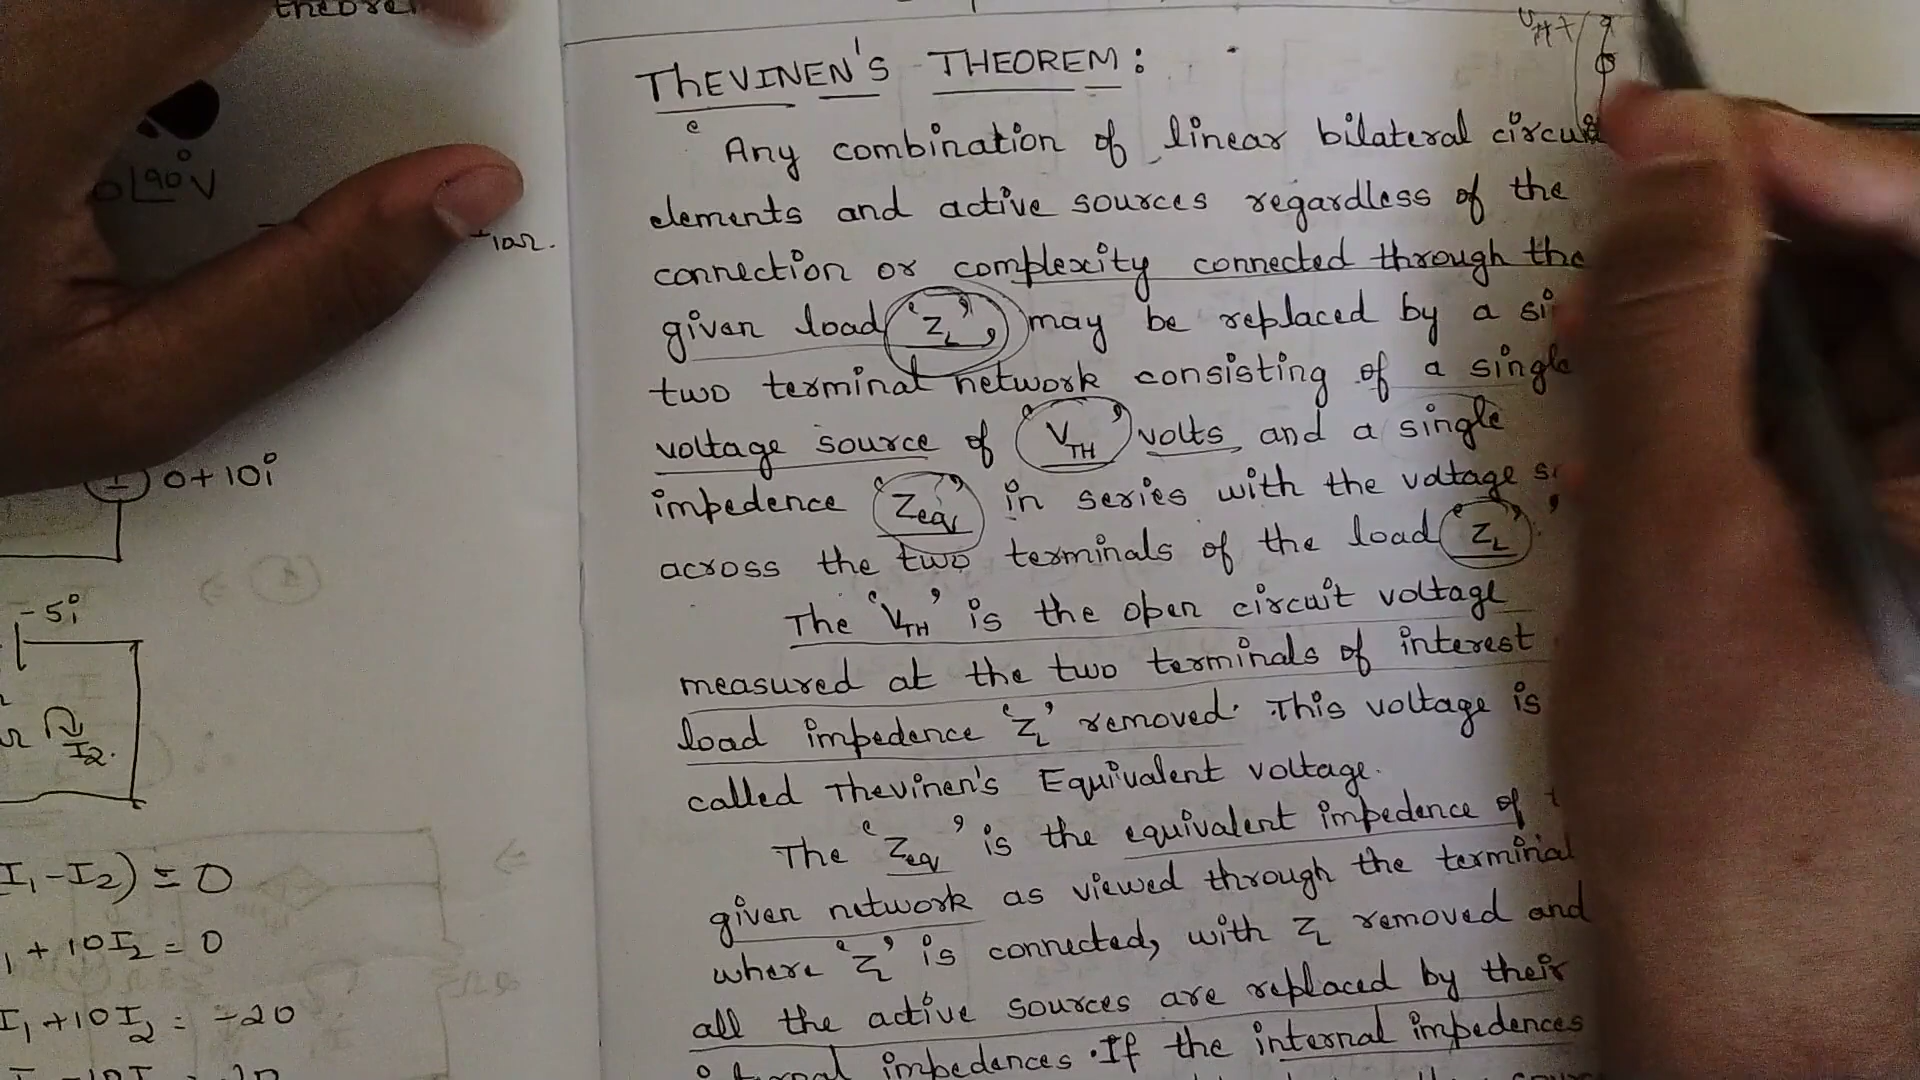 theorem
THEVINEN'S THEOREM:
Any combination of linear bilateral circuit
elements and active sources regardless of the
connection or complexity connected through the
given load 'ZL', may be replaced by a
two terminal network consisting of a single
voltage source of 'VTH' volts and a single
impedence 'Zeq' in series with the voltage
across the two terminals of the load 'ZL'
The 'VTH' is the open circuit voltage
measured at the two terminals of interest
load impedence 'ZL' removed. This voltage is
called Thevinen's Equivalent voltage.
The 'Zeq' is the equivalent impedence of
given network as viewed through the terminal
where 'ZL' is connected, with ZL removed and
all the active sources are replaced by their
impedences. If the internal impedences
0∠90° V
10Ω.
0+10i
-5i
I2.
I1-I2) = 0
+ 10I2 = 0
I1+10I2 = -20